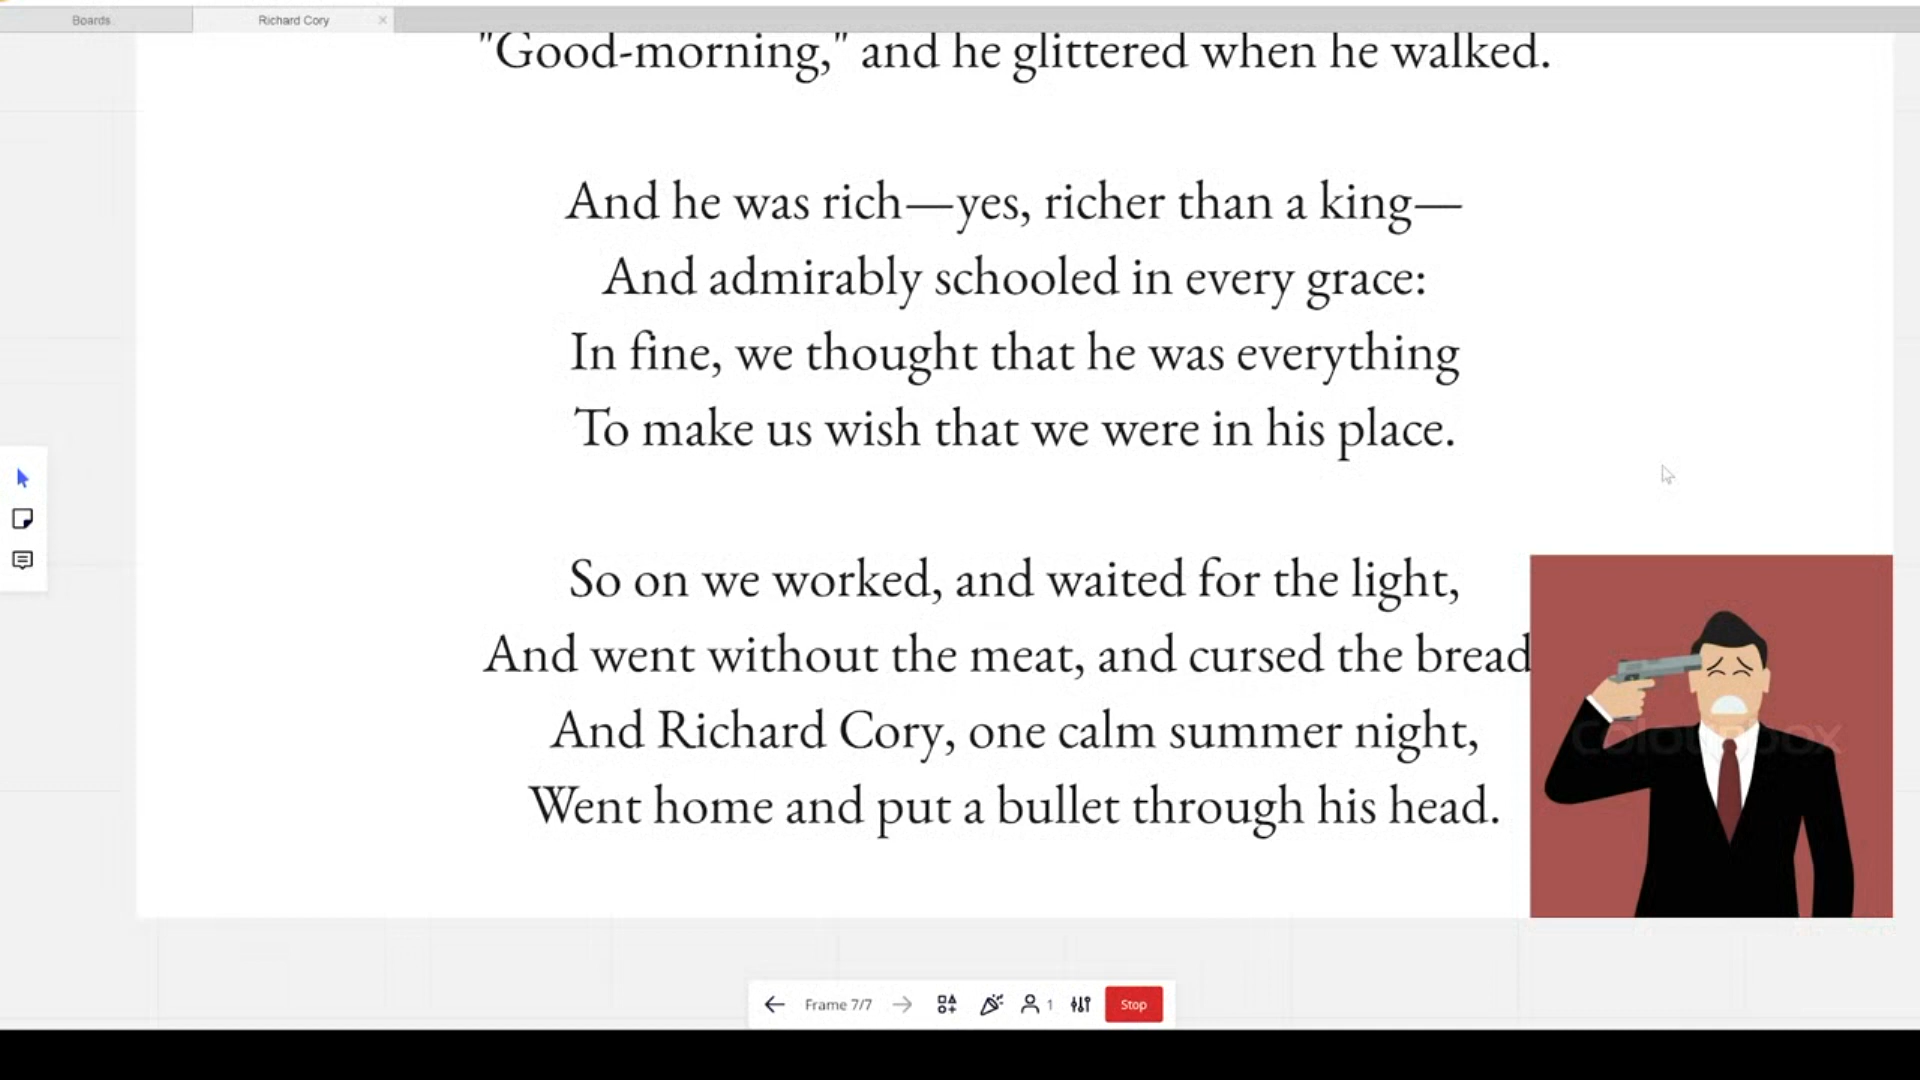 Boards
Richard Cory
"Good-morning," and he glittered when he walked.
And he was rich—yes, richer than a king—
And admirably schooled in every grace:
In fine, we thought that he was everything
To make us wish that we were in his place.
So on we worked, and waited for the light,
And went without the meat, and cursed the bread
And Richard Cory, one calm summer night,
Went home and put a bullet through his head.
Colourbox
Frame 7/7
1
Stop